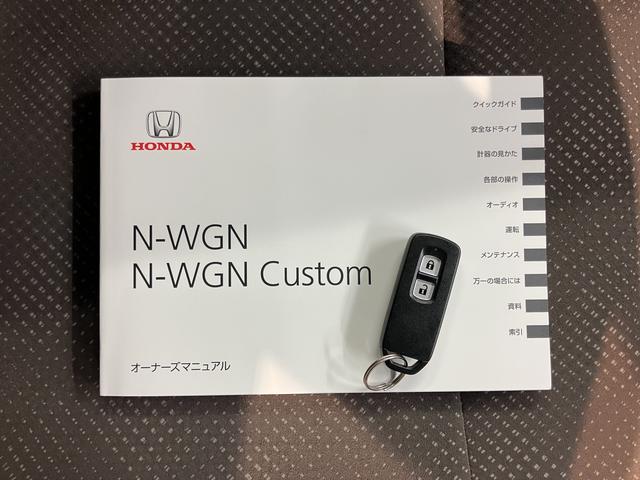 HONDA
N-WGN
N-WGN Custom
オーナーズマニュアル
クイックガイド
安全なドライブ
計器の見かた
各部の操作
オーディオ
運転
メンテナンス
万一の場合には
資料
索引